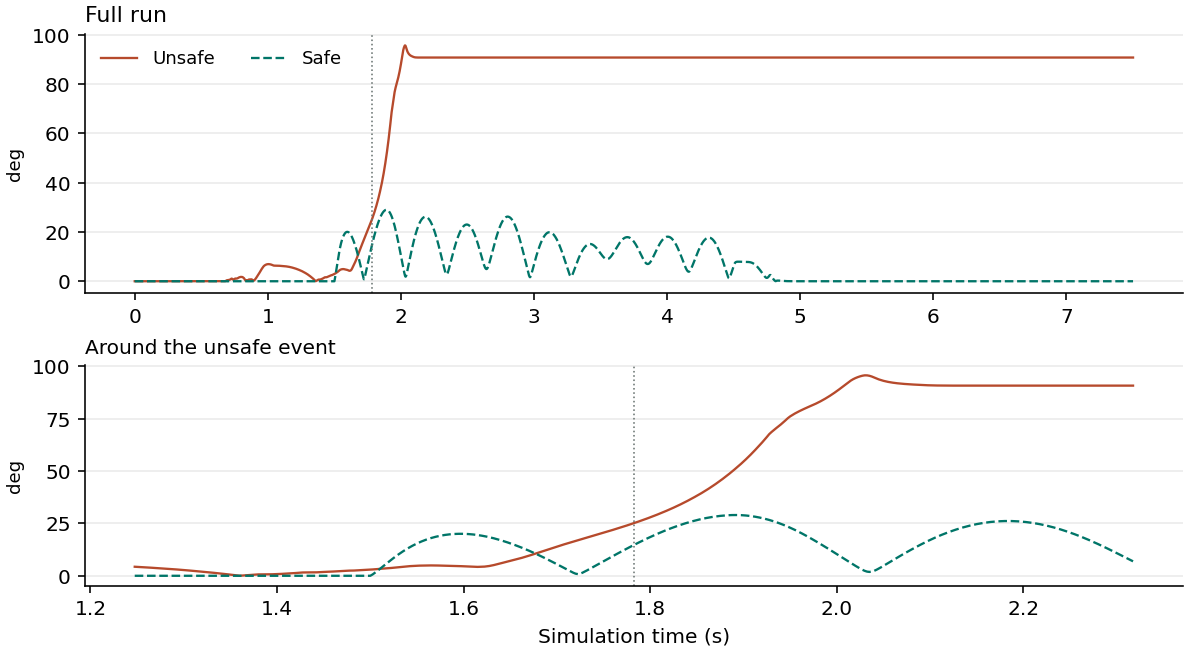 Full run
Unsafe Safe
deg
100
80
60
40
20
0
0 1 2 3 4 5 6 7
Around the unsafe event
deg
100
75
50
25
0
1.2 1.4 1.6 1.8 2.0 2.2
Simulation time (s)